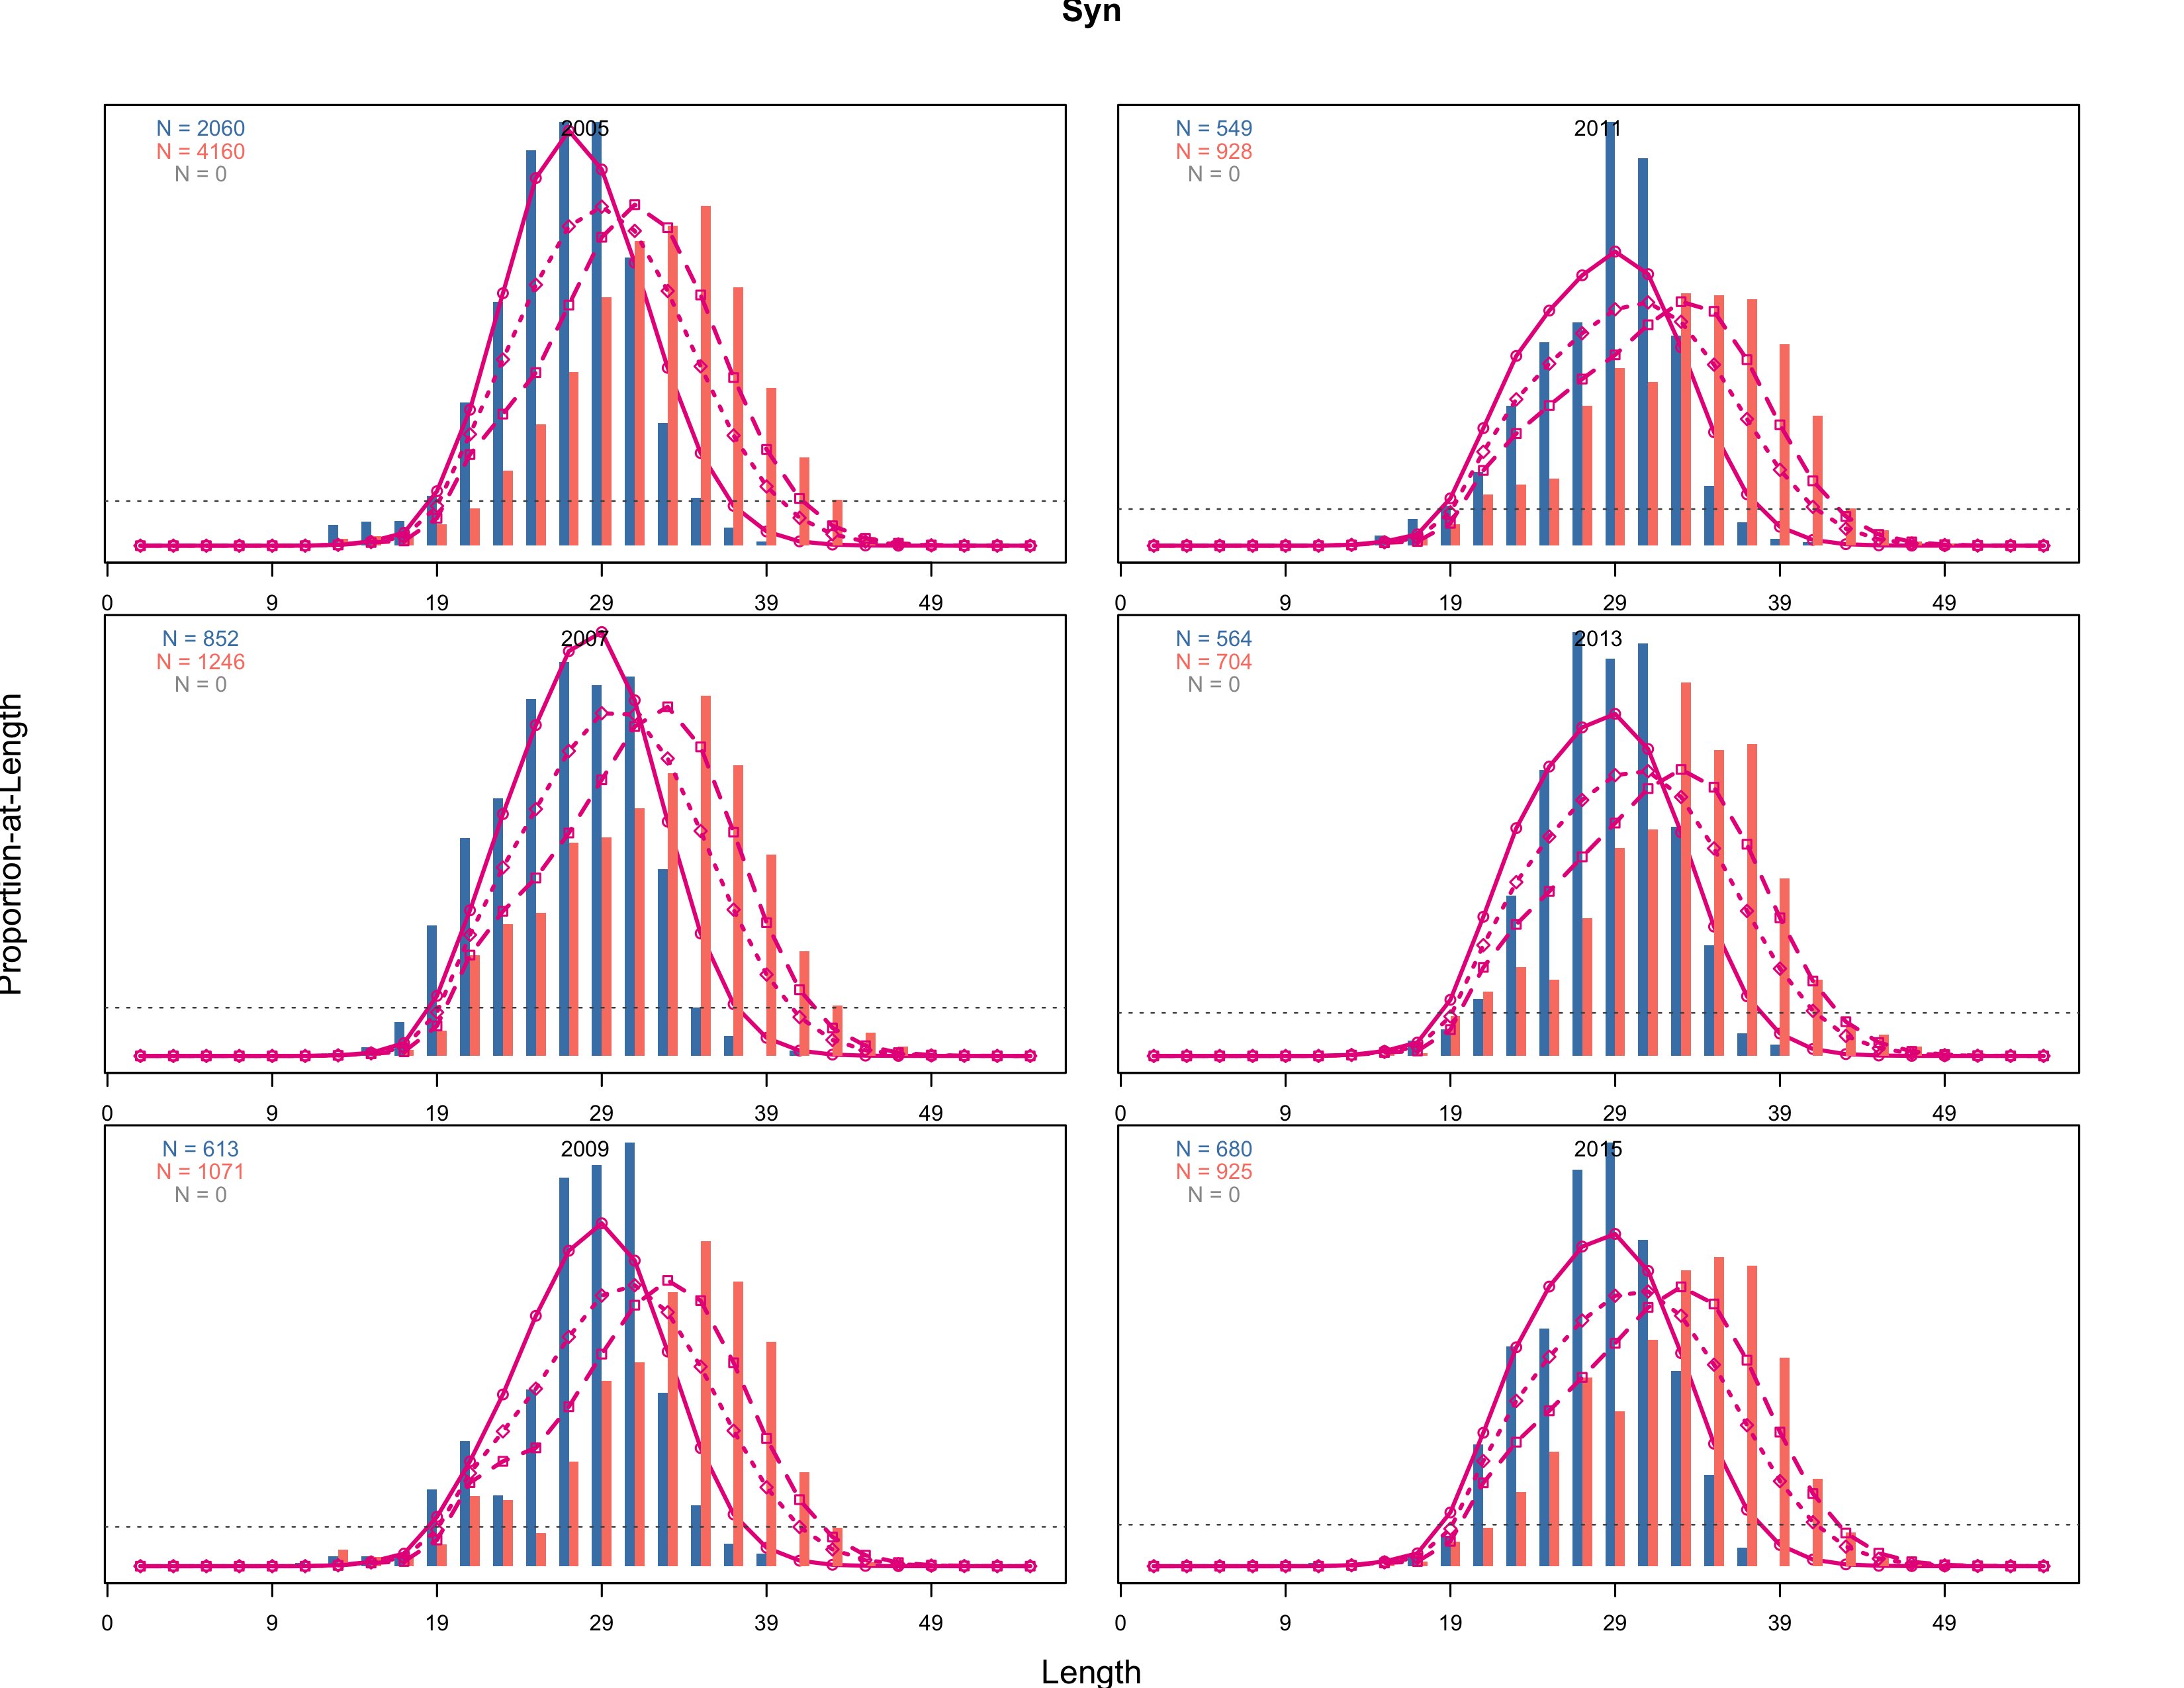 Syn
Proportion-at-Length
N = 2060
N = 4160
N = 0
2005
0 9 19 29 39 49
N = 549
N = 928
N = 0
2011
0 9 19 29 39 49
N = 852
N = 1246
N = 0
2007
0 9 19 29 39 49
N = 564
N = 704
N = 0
2013
0 9 19 29 39 49
N = 613
N = 1071
N = 0
2009
0 9 19 29 39 49
N = 680
N = 925
N = 0
2015
0 9 19 29 39 49
Length